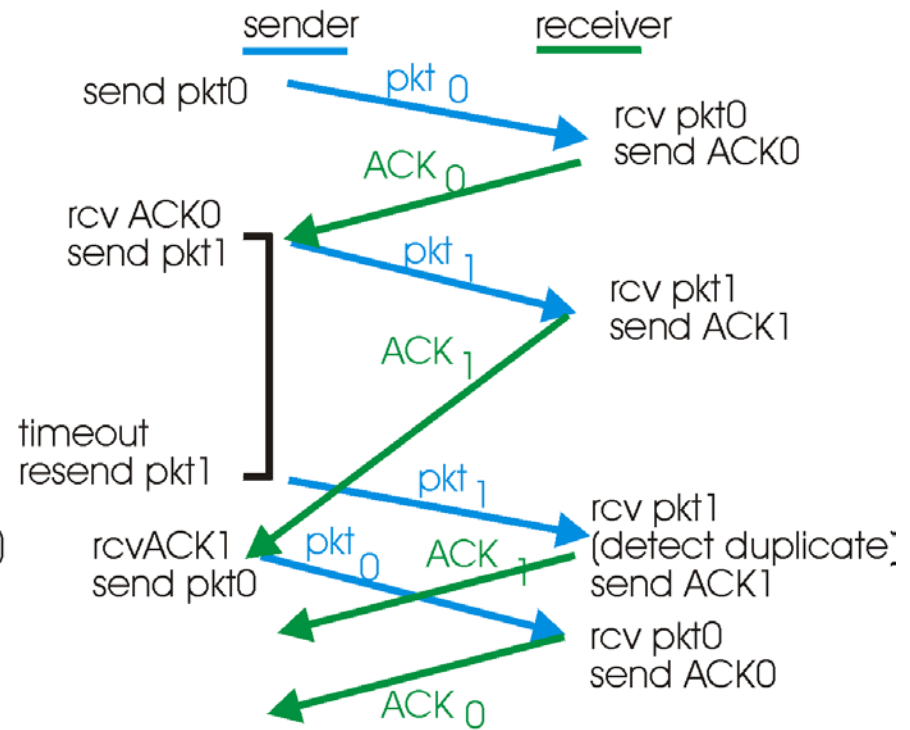 sender
receiver
send pkt0
pkt 0
rcv pkt0
send ACK0
ACK 0
rcv ACK0
send pkt1
pkt 1
rcv pkt1
send ACK1
ACK 1
timeout
resend pkt1
pkt 1
rcv pkt1
(detect duplicate)
send ACK1
)
rcvACK1
send pkt0
pkt 0
ACK 1
rcv pkt0
send ACK0
ACK 0